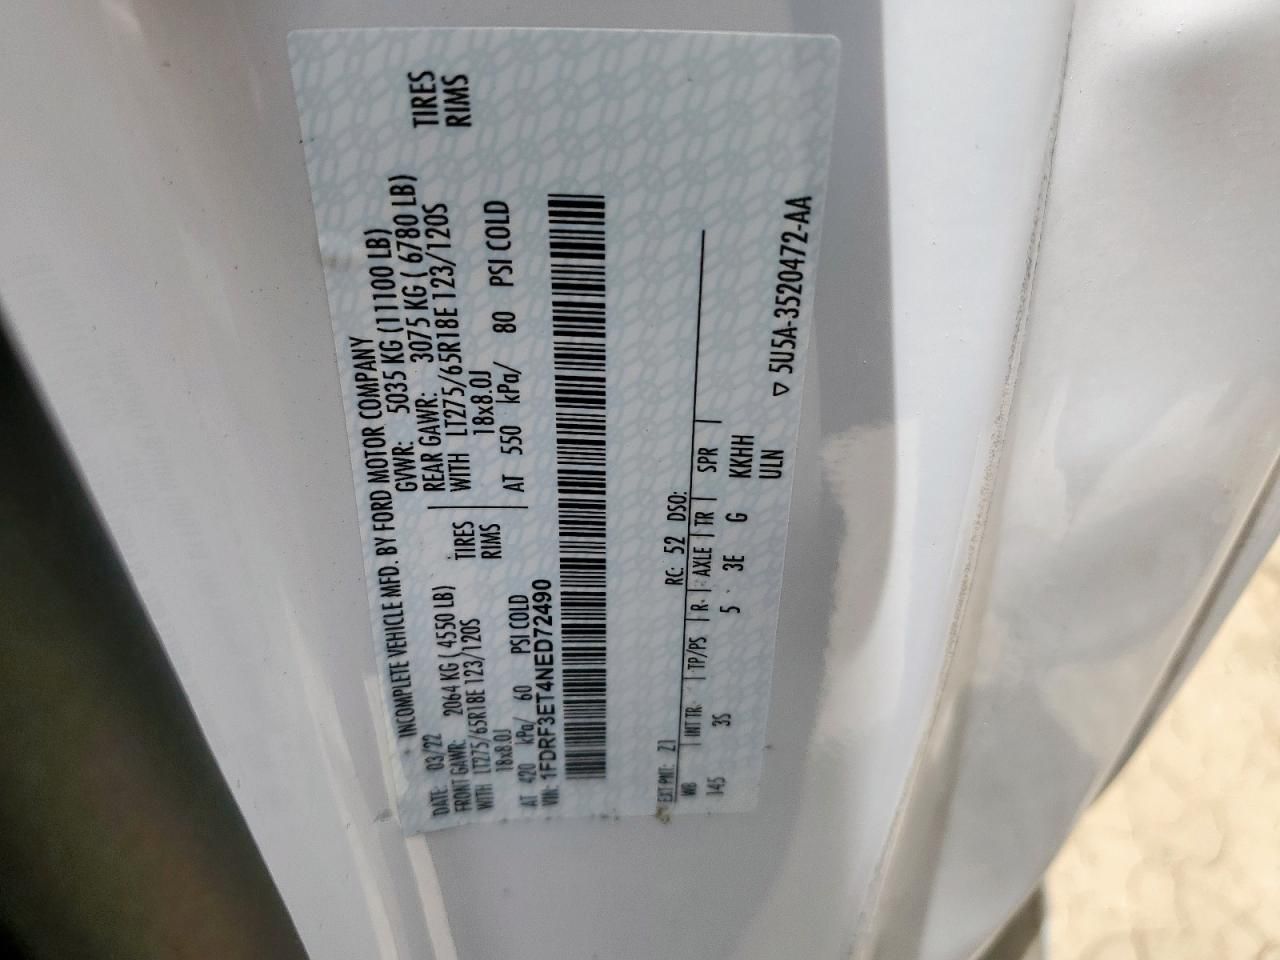 INCOMPLETE VEHICLE MFD. BY FORD MOTOR COMPANY
DATE: 03/22 GVWR: 5035 KG (11100 LB)
FRONT GAWR: 2064 KG ( 4550 LB) REAR GAWR: 3075 KG ( 6780 LB)
WITH LT275/65R18E 123/120S TIRES WITH LT275/65R18E 123/120S TIRES
18x8.0J RIMS 18x8.0J RIMS
AT 420 kPa/ 60 PSI COLD AT 550 kPa/ 80 PSI COLD
VIN: 1FDRF3ET4NED72490
EXT PNT: Z1 RC: 52 DSO:
WB INT TR TP/PS R AXLE TR SPR
145 3S 5 3E G KKHH
ULN
▽ 5U5A-3520472-AA